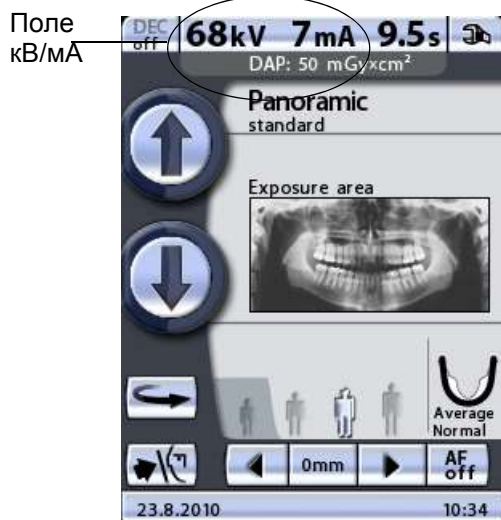 Поле
кВ/мА
DEC
off
68kV 7mA 9.5s
DAP: 50 mGy×cm²
Panoramic
standard
Exposure area
Average
Normal
0mm
AF
off
23.8.2010 10:34